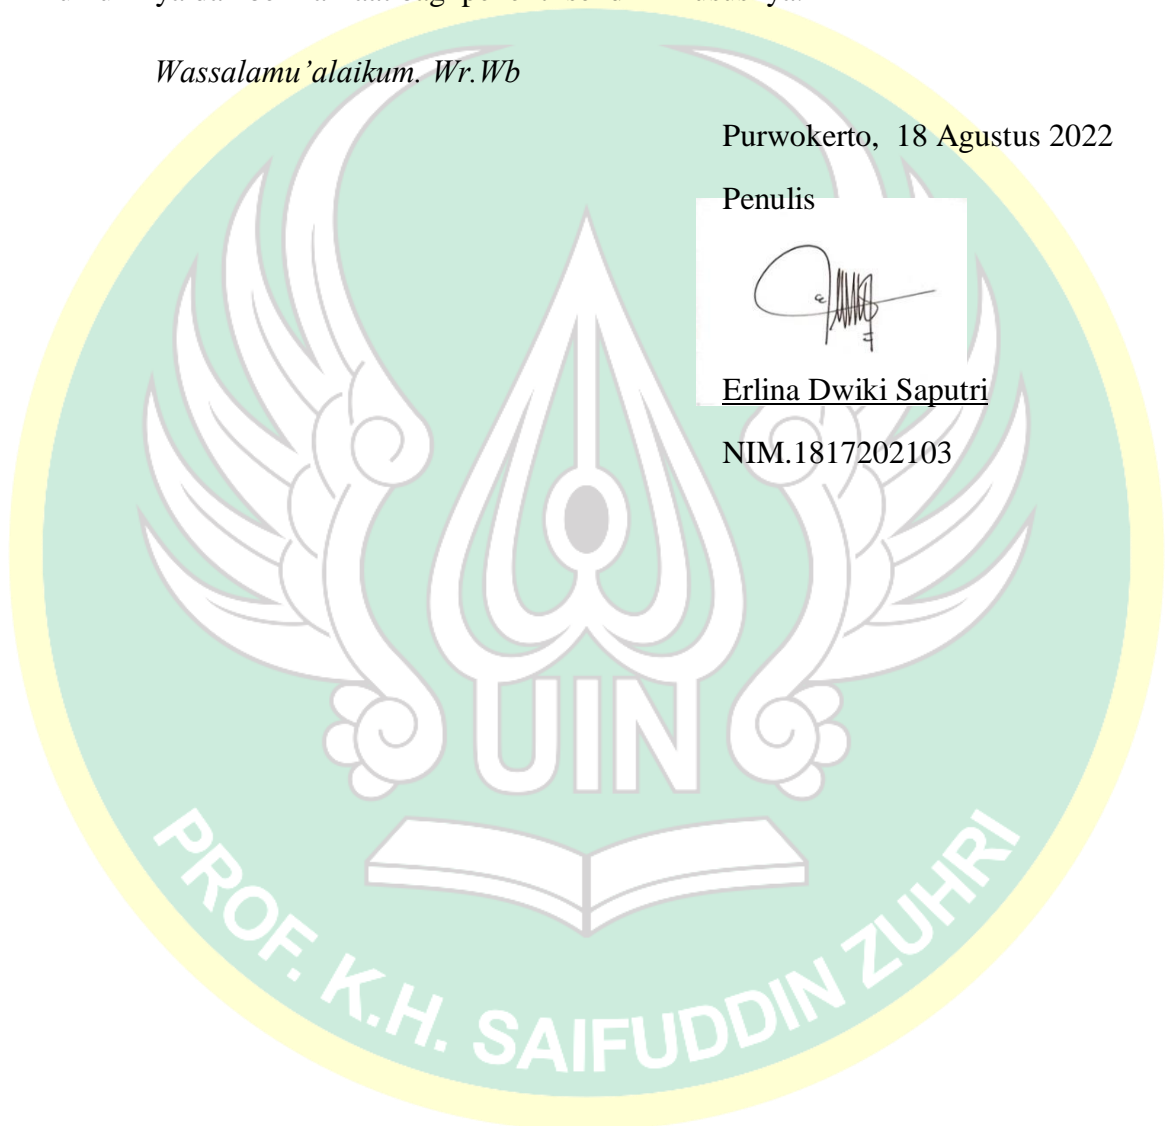 Wassalamu’alaikum. Wr.Wb
Purwokerto, 18 Agustus 2022
Penulis
Erlina Dwiki Saputri
NIM.1817202103
UIN
PROF. K.H. SAIFUDDIN ZUHRI